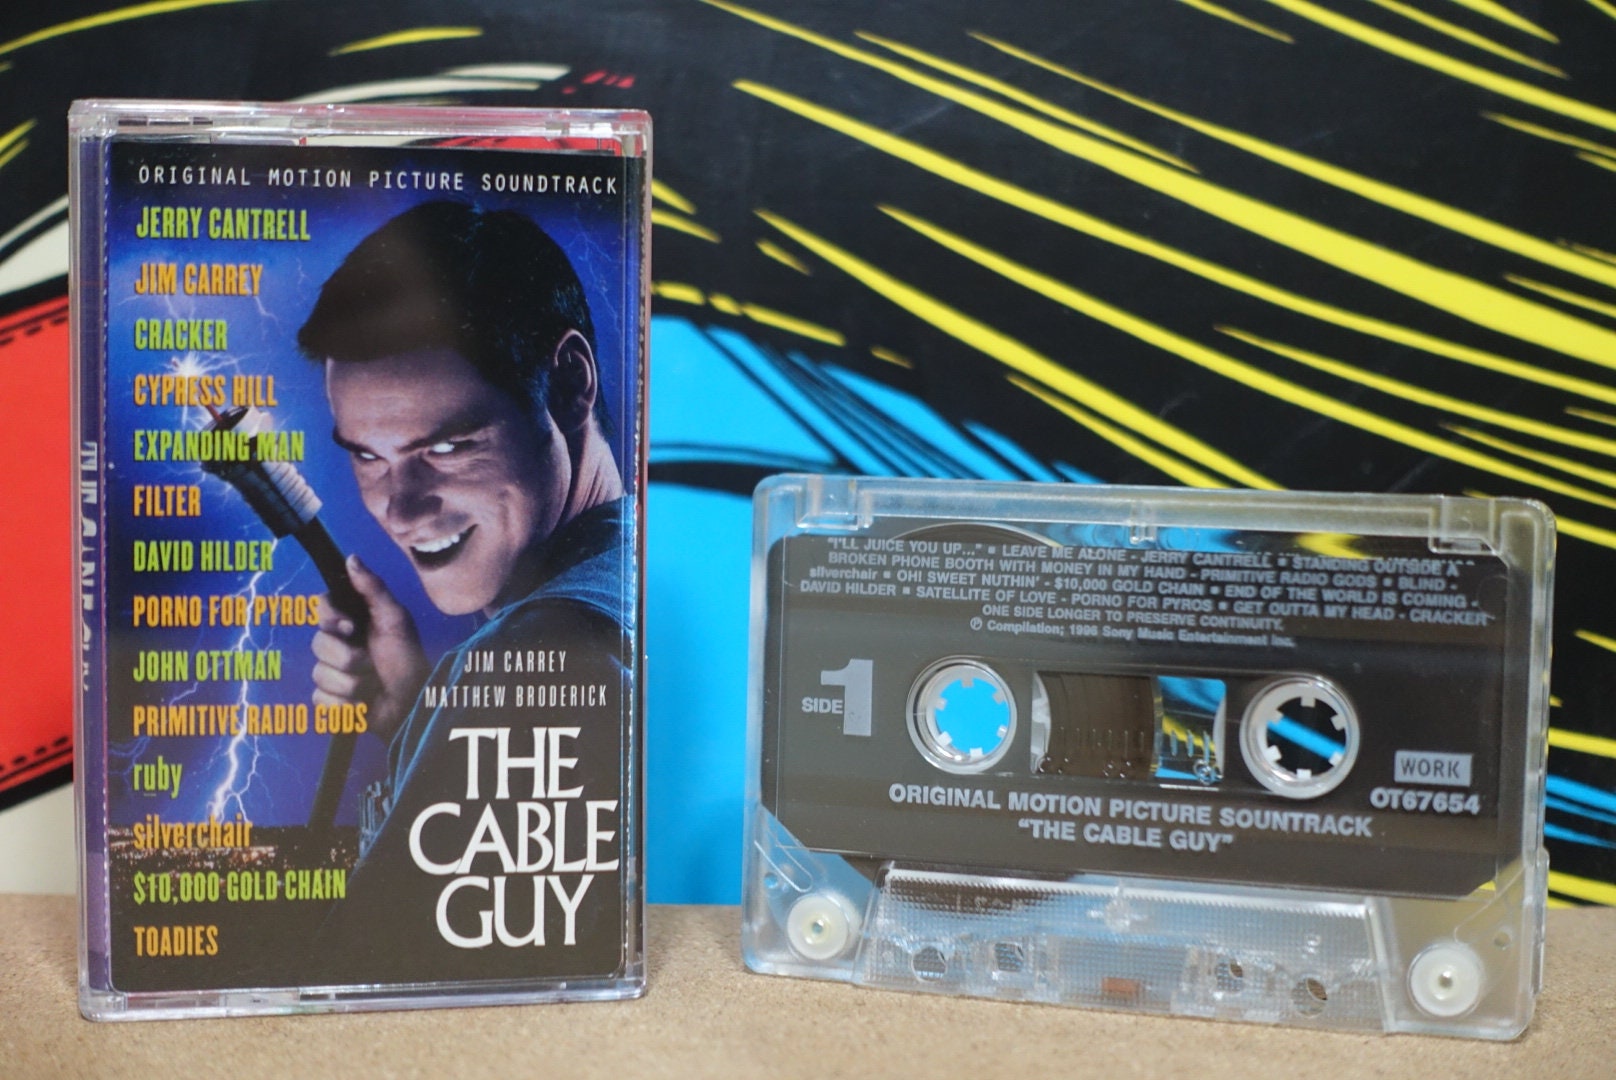 ORIGINAL MOTION PICTURE SOUNDTRACK
JERRY CANTRELL
JIM CARREY
CRACKER
CYPRESS HILL
EXPANDING MAN
FILTER
DAVID HILDER
PORNO FOR PYROS
JOHN OTTMAN
PRIMITIVE RADIO GODS
ruby
silverchair
$10,000 GOLD CHAIN
TOADIES
JIM CARREY
MATTHEW BRODERICK
THE
CABLE
GUY
"I'LL JUICE YOU UP..." ■ LEAVE ME ALONE - JERRY CANTRELL ■ STANDING OUTSIDE A
BROKEN PHONE BOOTH WITH MONEY IN MY HAND - PRIMITIVE RADIO GODS ■ BLIND -
silverchair ■ OH! SWEET NUTHIN' - $10,000 GOLD CHAIN ■ END OF THE WORLD IS COMING -
DAVID HILDER ■ SATELLITE OF LOVE - PORNO FOR PYROS ■ GET OUTTA MY HEAD - CRACKER
ONE SIDE LONGER TO PRESERVE CONTINUITY.
℗ Compilation; 1996 Sony Music Entertainment Inc.
SIDE 1
WORK
OT67654
ORIGINAL MOTION PICTURE SOUNTRACK
"THE CABLE GUY"